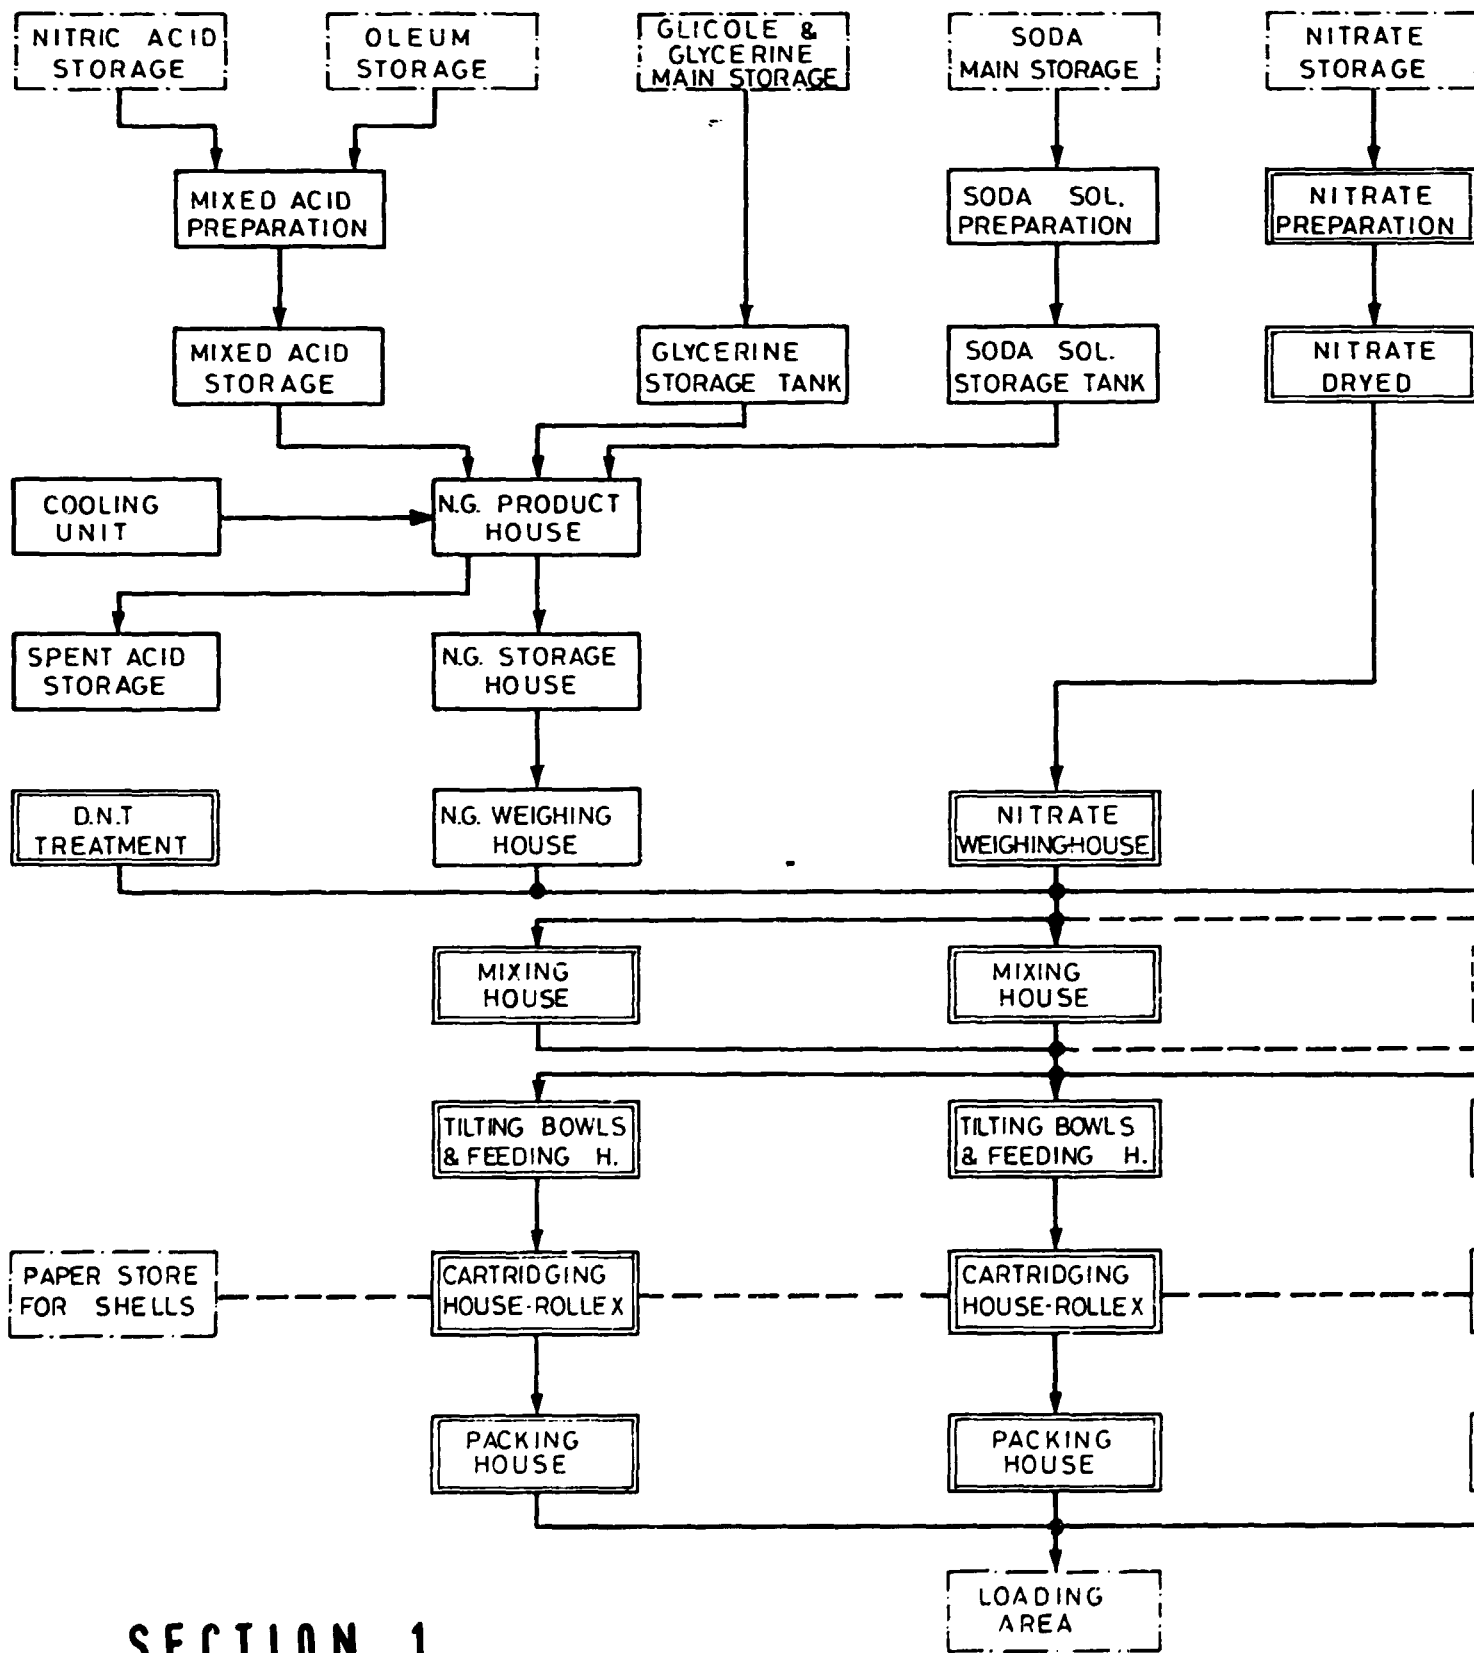 NITRIC ACID
STORAGE
OLEUM
STORAGE
GLICOLE &
GLYCERINE
MAIN STORAGE
SODA
MAIN STORAGE
NITRATE
STORAGE
MIXED ACID
PREPARATION
SODA SOL.
PREPARATION
NITRATE
PREPARATION
MIXED ACID
STORAGE
GLYCERINE
STORAGE TANK
SODA SOL.
STORAGE TANK
NITRATE
DRYED
COOLING
UNIT
N.G. PRODUCT
HOUSE
SPENT ACID
STORAGE
N.G. STORAGE
HOUSE
D.N.T
TREATMENT
N.G. WEIGHING
HOUSE
NITRATE
WEIGHING-HOUSE
MIXING
HOUSE
MIXING
HOUSE
TILTING BOWLS
& FEEDING H.
TILTING BOWLS
& FEEDING H.
PAPER STORE
FOR SHELLS
CARTRIDGING
HOUSE-ROLLEX
CARTRIDGING
HOUSE-ROLLEX
PACKING
HOUSE
PACKING
HOUSE
LOADING
AREA
SECTION 1